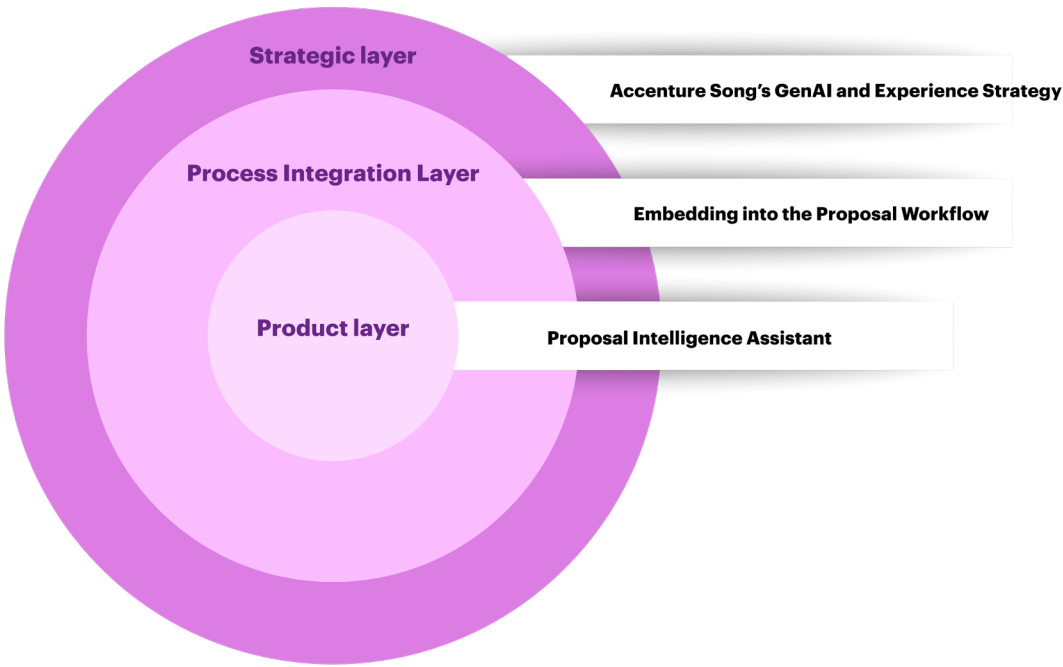 Strategic layer
Accenture Song’s GenAI and Experience Strategy
Process Integration Layer
Embedding into the Proposal Workflow
Product layer
Proposal Intelligence Assistant